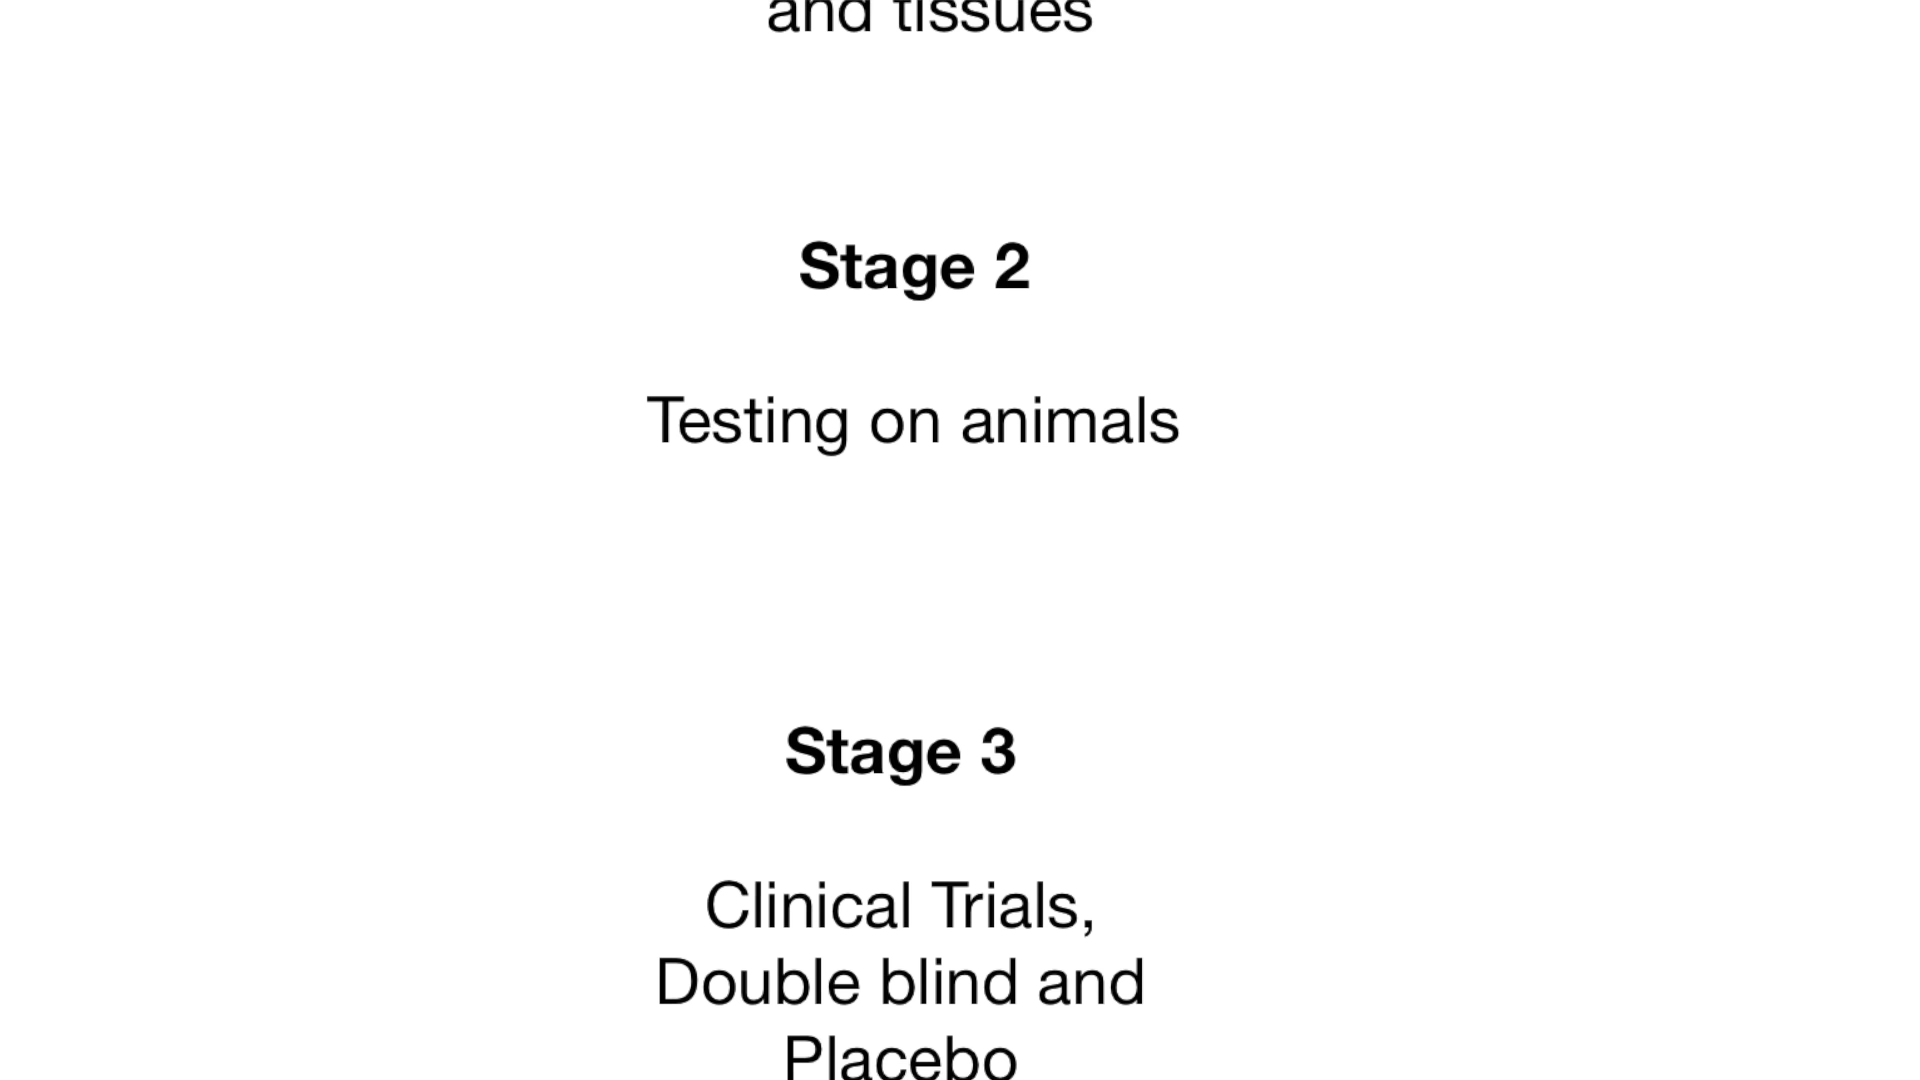 and tissues
Stage 2
Testing on animals
Stage 3
Clinical Trials,
Double blind and
Placebo